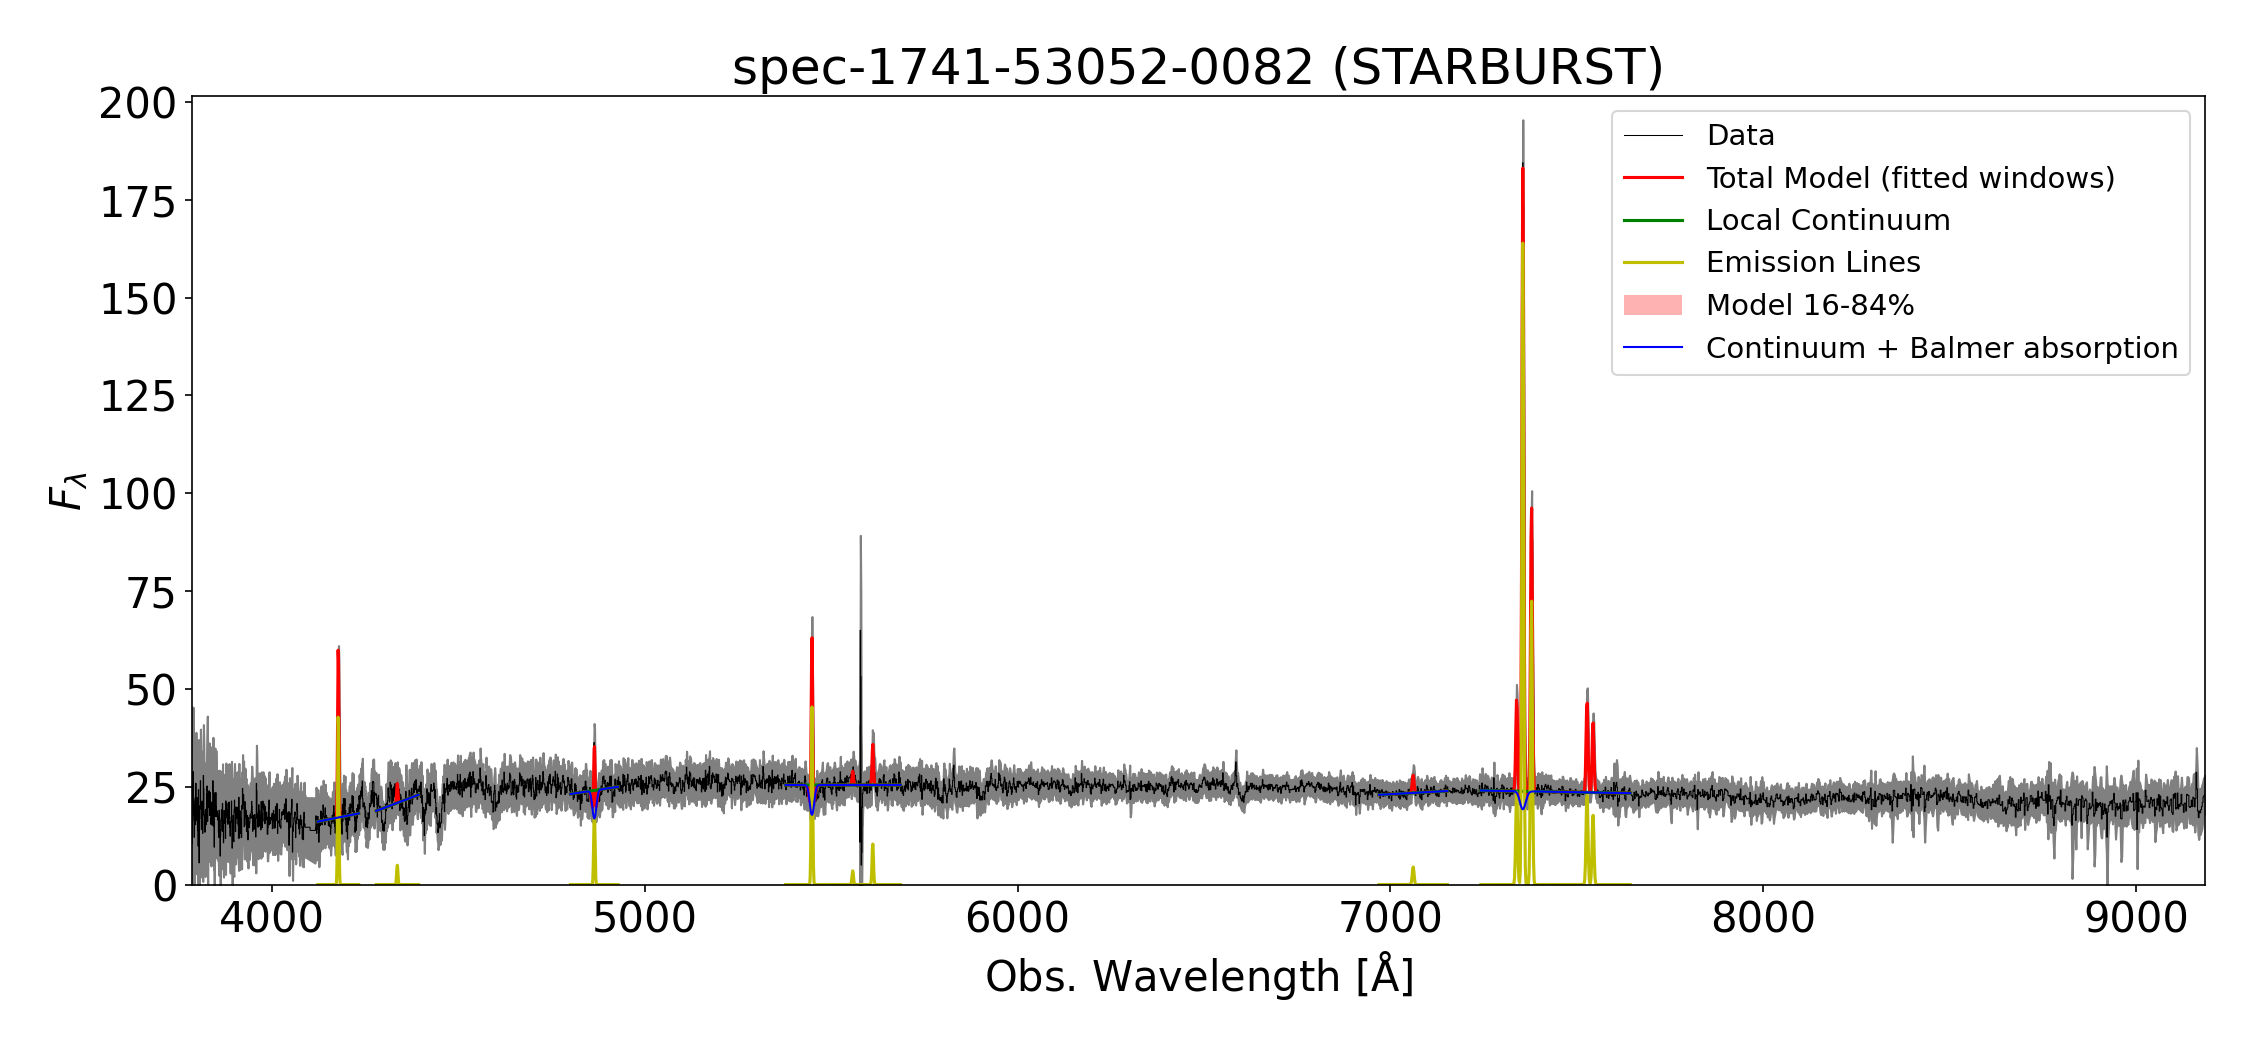 spec-1741-53052-0082 (STARBURST)
200
175
150
125
100
75
50
25
0
F_λ
Data
Total Model (fitted windows)
Local Continuum
Emission Lines
Model 16-84%
Continuum + Balmer absorption
4000 5000 6000 7000 8000 9000
Obs. Wavelength [Å]